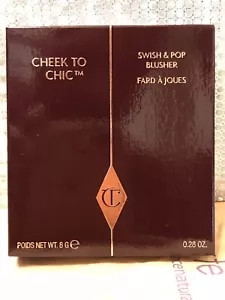 CHEEK TO
CHIC™
SWISH & POP
BLUSHER
FARD À JOUES
CT
POIDS NET WT. 8 G ℮
0.28 OZ.